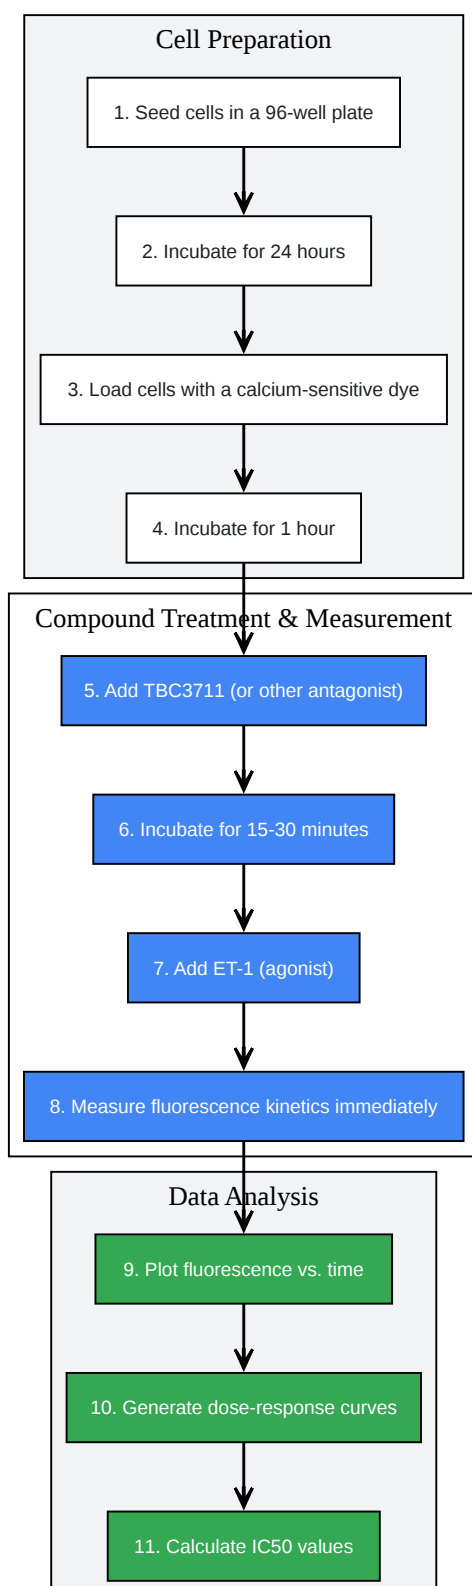 Cell Preparation
1. Seed cells in a 96-well plate
2. Incubate for 24 hours
3. Load cells with a calcium-sensitive dye
4. Incubate for 1 hour
Compound Treatment & Measurement
5. Add TBC3711 (or other antagonist)
6. Incubate for 15-30 minutes
7. Add ET-1 (agonist)
8. Measure fluorescence kinetics immediately
Data Analysis
9. Plot fluorescence vs. time
10. Generate dose-response curves
11. Calculate IC50 values